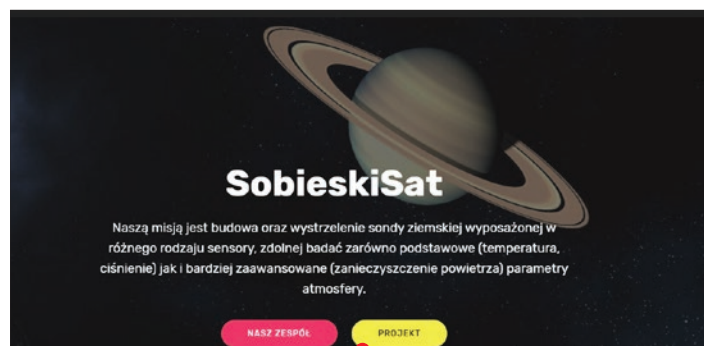 SobieskiSat
Naszą misją jest budowa oraz wystrzelenie sondy ziemskiej wyposażonej w
różnego rodzaju sensory, zdolnej badać zarówno podstawowe (temperatura,
ciśnienie) jak i bardziej zaawansowane (zanieczyszczenie powietrza) parametry
atmosfery.
NASZ ZESPÓŁ
PROJEKT